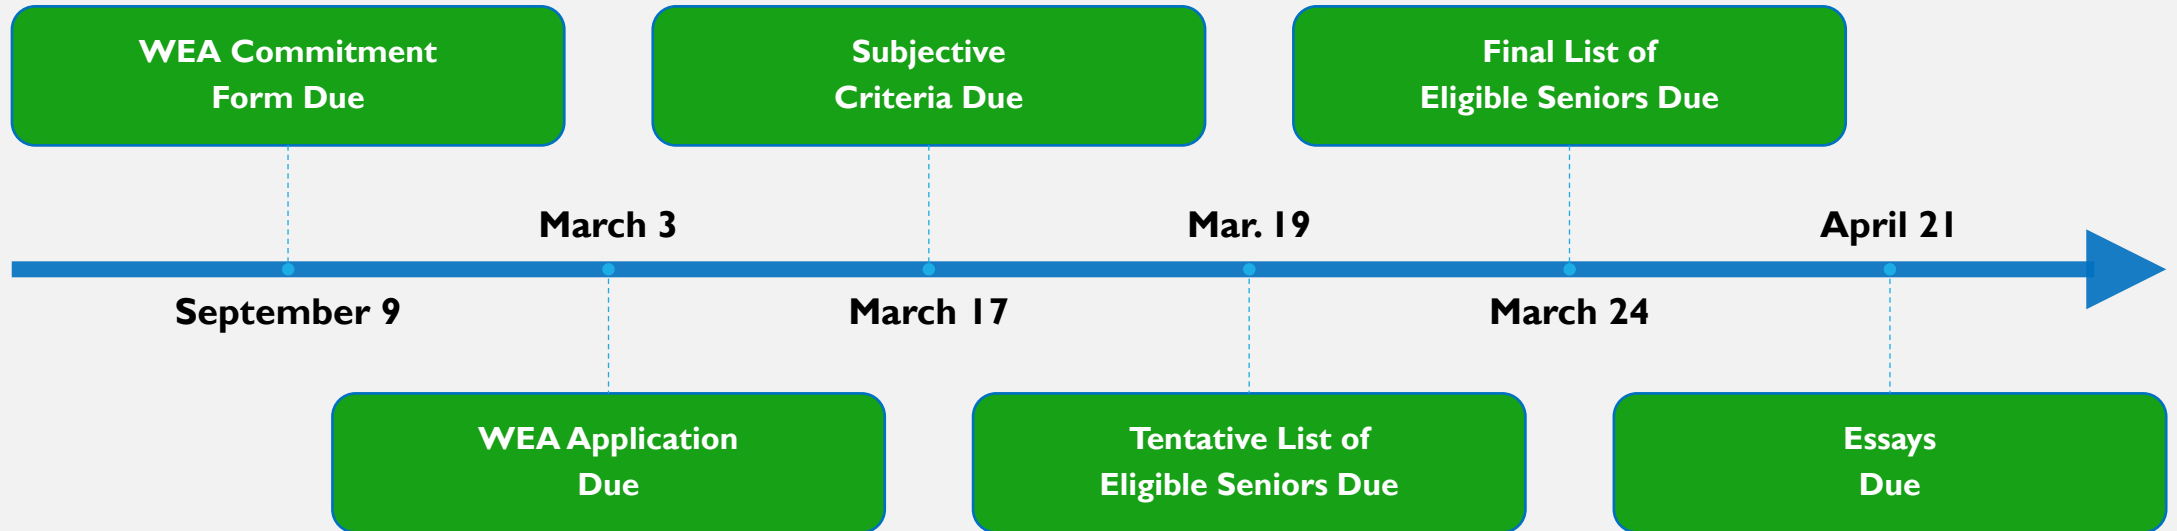 WEA Commitment
Form Due
Subjective
Criteria Due
Final List of
Eligible Seniors Due
March 3
Mar. 19
April 21
September 9
March 17
March 24
WEA Application
Due
Tentative List of
Eligible Seniors Due
Essays
Due